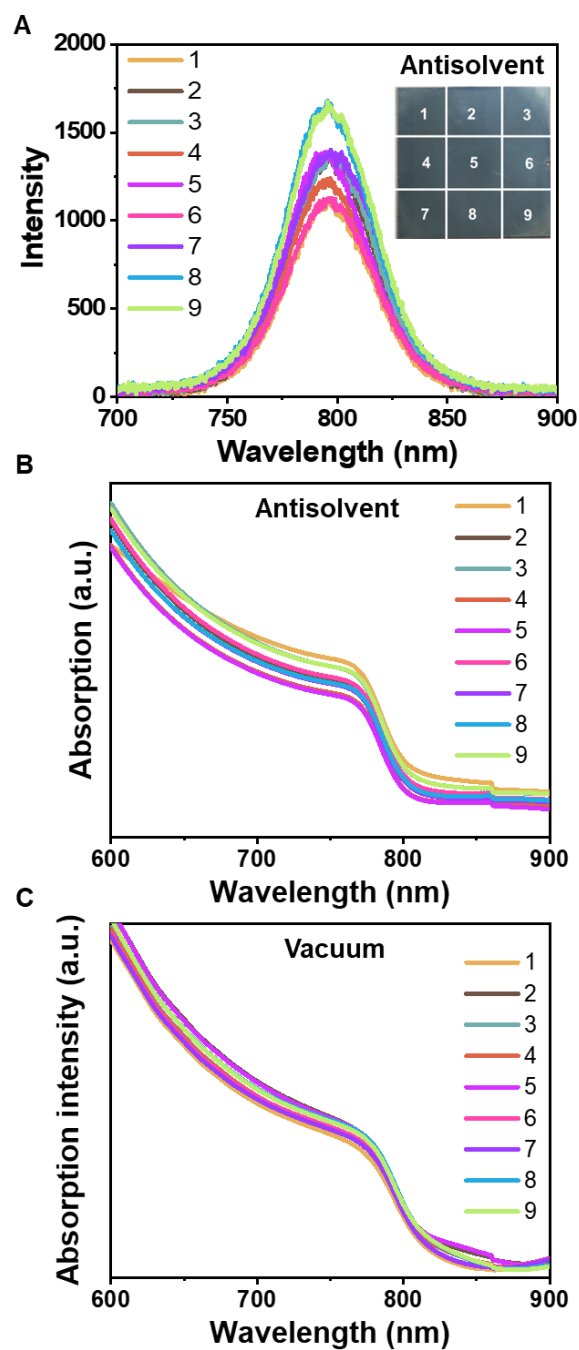 A
2000
1500
1000
500
0
Intensity
1
2
3
4
5
6
7
8
9
Antisolvent
1 2 3
4 5 6
7 8 9
700 750 800 850 900
Wavelength (nm)
B
Antisolvent
Absorption (a.u.)
1
2
3
4
5
6
7
8
9
600 700 800 900
Wavelength (nm)
C
Vacuum
Absorption intensity (a.u.)
1
2
3
4
5
6
7
8
9
600 700 800 900
Wavelength (nm)